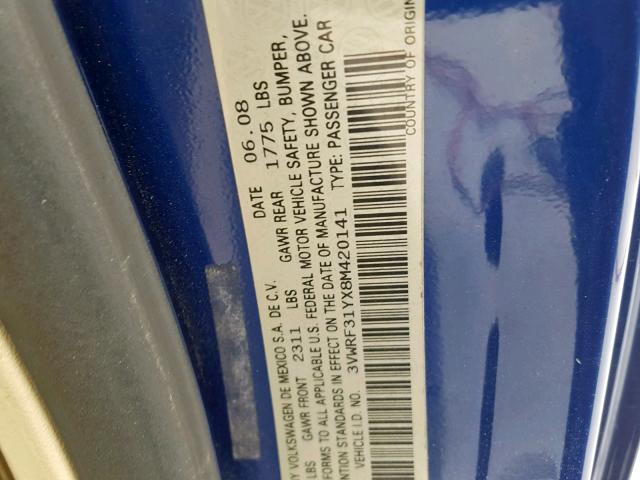 Y VOLKSWAGEN DE MEXICO S.A. DE C.V. DATE 06.08
LBS GAWR FRONT 2311 LBS GAWR REAR 1775 LBS
FORMS TO ALL APPLICABLE U.S. FEDERAL MOTOR VEHICLE SAFETY, BUMPER,
NTION STANDARDS IN EFFECT ON THE DATE OF MANUFACTURE SHOWN ABOVE.
VEHICLE I.D. NO. 3VWRF31YX8M420141 TYPE: PASSENGER CAR
COUNTRY OF ORIGIN